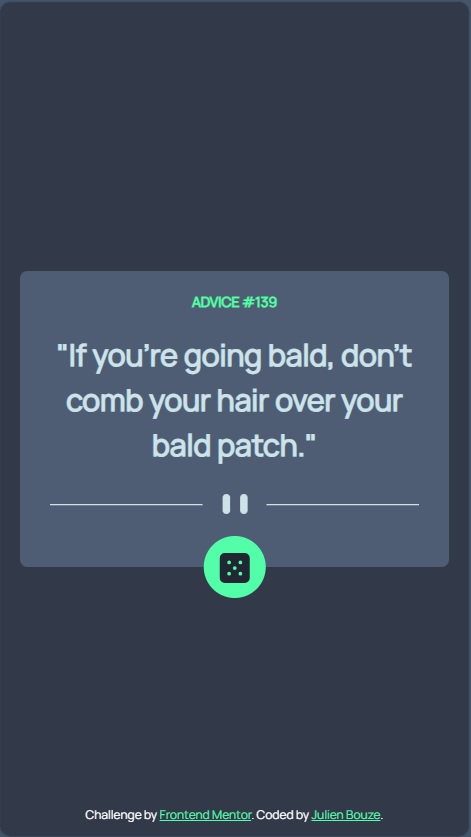 ADVICE #139
"If you’re going bald, don’t
comb your hair over your
bald patch."
Challenge by Frontend Mentor. Coded by Julien Bouze.